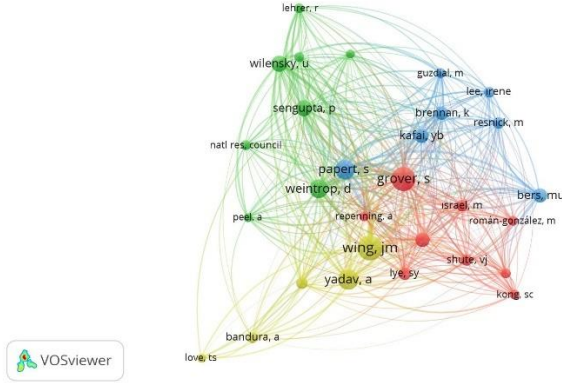 lehrer, r
wilensky, u
guzdial, m
lee, irene
sengupta, p
brennan, k
resnick, m
kafai, yb
natl res, council
papert, s
grover, s
weintrop, d
bers, mu
israel, m
peel, a
repenning, a
román-gonzález, m
wing, jm
shute, vj
lye, sy
yadav, a
kong, sc
bandura, a
love, ts
VOSviewer